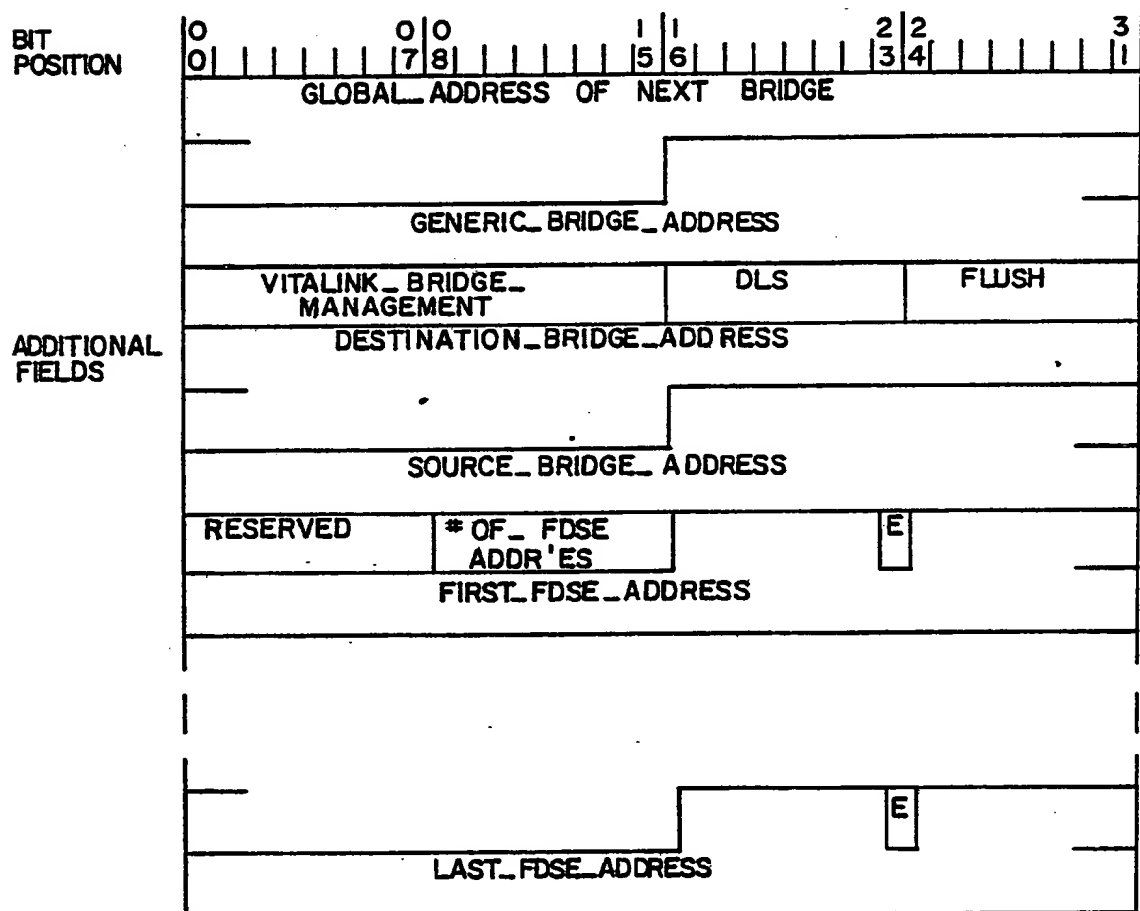 BIT POSITION
0 0 0 1 1 2 2 3
0 7 8 5 6 3 4 1
GLOBAL_ADDRESS OF NEXT BRIDGE
GENERIC_BRIDGE_ADDRESS
VITALINK_BRIDGE_
MANAGEMENT
DLS
FLUSH
ADDITIONAL
FIELDS
DESTINATION_BRIDGE_ADDRESS
SOURCE_BRIDGE_ADDRESS
RESERVED
# OF_ FDSE
ADDR'ES
E
FIRST_FDSE_ADDRESS
E
LAST_FDSE_ADDRESS